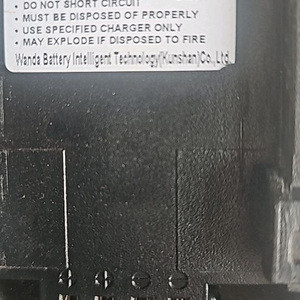 • DO NOT SHORT CIRCUIT
• MUST BE DISPOSED OF PROPERLY
• USE SPECIFIED CHARGER ONLY
• MAY EXPLODE IF DISPOSED TO FIRE
Wanda Battery Intelligent Technology(Kunshan)Co., Ltd.